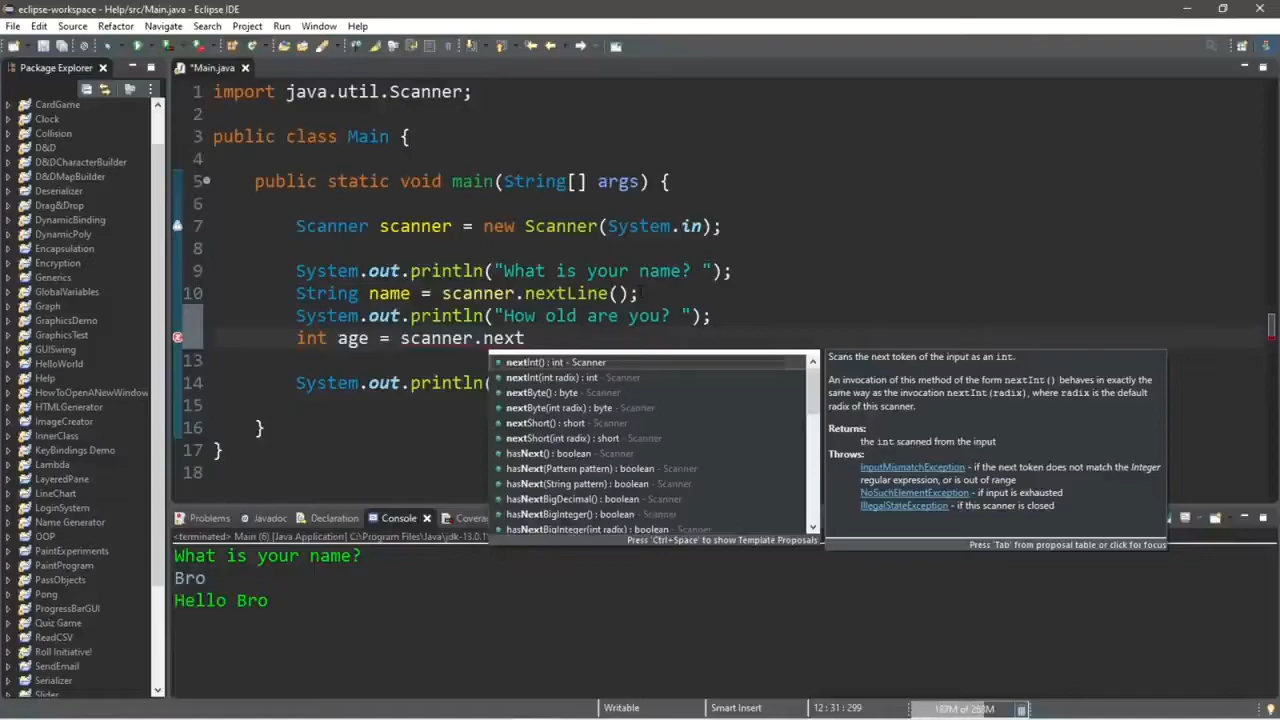 eclipse-workspace - Help/src/Main.java - Eclipse IDE
File Edit Source Refactor Navigate Search Project Run Window Help
Package Explorer
*Main.java
CardGame
Clock
Collision
D&D
D&DCharacterBuilder
D&DMapBuilder
Deserializer
Drag&Drop
DynamicBinding
DynamicPoly
Encapsulation
Encryption
Generics
GlobalVariables
Graph
GraphicsDemo
GraphicsTest
GUISwing
HelloWorld
Help
HowToOpenANewWindow
HTMLGenerator
ImageCreator
InnerClass
KeyBindings Demo
Lambda
LayeredPane
LineChart
LoginSystem
Name Generator
OOP
PaintExperiments
PaintProgram
PassObjects
Pong
ProgressBarGUI
Quiz Game
ReadCSV
Roll Initiative!
SendEmail
Serializer
Slider
1 import java.util.Scanner;
2
3 public class Main {
4
5 public static void main(String[] args) {
6
7 Scanner scanner = new Scanner(System.in);
8
9 System.out.println("What is your name? ");
10 String name = scanner.nextLine();
System.out.println("How old are you? ");
int age = scanner.next
13
14 System.out.println(
15
16 }
17 }
18
nextInt() : int - Scanner
nextInt(int radix) : int - Scanner
nextByte() : byte - Scanner
nextByte(int radix) : byte - Scanner
nextShort() : short - Scanner
nextShort(int radix) : short - Scanner
hasNext() : boolean - Scanner
hasNext(Pattern pattern) : boolean - Scanner
hasNext(String pattern) : boolean - Scanner
hasNextBigDecimal() : boolean - Scanner
hasNextBigInteger() : boolean - Scanner
hasNextBigInteger(int radix) : boolean - Scanner
Press 'Ctrl+Space' to show Template Proposals
Scans the next token of the input as an int.
An invocation of this method of the form nextInt() behaves in exactly the
same way as the invocation nextInt(radix), where radix is the default
radix of this scanner.
Returns:
the int scanned from the input
Throws:
InputMismatchException - if the next token does not match the Integer
regular expression, or is out of range
NoSuchElementException - if input is exhausted
IllegalStateException - if this scanner is closed
Press 'Tab' from proposal table or click for focus
Problems Javadoc Declaration Console Coverag
<terminated> Main (6) [Java Application] C:\Program Files\Java\jdk-13.0.1
What is your name?
Bro
Hello Bro
Writable Smart Insert 12 : 31 : 299